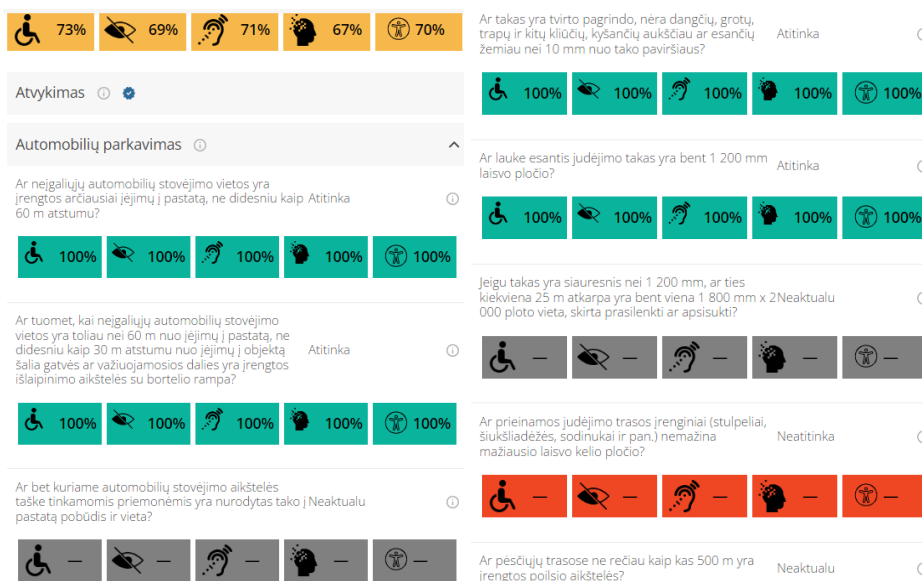 73% 69% 71% 67% 70%
Atvykimas
Automobilių parkavimas
Ar neįgaliųjų automobilių stovėjimo vietos yra
įrengtos arčiausiai įėjimų į pastatą, ne didesniu kaip Atitinka
60 m atstumu?
100% 100% 100% 100% 100%
Ar tuomet, kai neįgaliųjų automobilių stovėjimo
vietos yra toliau nei 60 m nuo įėjimų į pastatą, ne
didesniu kaip 30 m atstumu nuo įėjimų į objektą Atitinka
šalia gatvės ar važiuojamosios dalies yra įrengtos
išlaipinimo aikštelės su bortelio rampa?
100% 100% 100% 100% 100%
Ar bet kuriame automobilių stovėjimo aikštelės
taške tinkamomis priemonėmis yra nurodytas tako į Neaktualu
pastatą pobūdis ir vieta?
— — — — —
Ar takas yra tvirto pagrindo, nėra dangčių, grotų,
trapų ir kitų kliūčių, kyšančių aukščiau ar esančių Atitinka
žemiau nei 10 mm nuo tako paviršiaus?
100% 100% 100% 100% 100%
Ar lauke esantis judėjimo takas yra bent 1 200 mm Atitinka
laisvo pločio?
100% 100% 100% 100% 100%
Jeigu takas yra siauresnis nei 1 200 mm, ar ties
kiekviena 25 m atkarpa yra bent viena 1 800 mm x 2 Neaktualu
000 ploto vieta, skirta prasilenkti ar apsisukti?
— — — — —
Ar prieinamos judėjimo trasos įrenginiai (stulpeliai,
šiukšliadėžės, sodinukai ir pan.) nemažina Neatitinka
mažiausio laisvo kelio pločio?
— — — — —
Ar pėsčiųjų trasose ne rečiau kaip kas 500 m yra Neaktualu
įrengtos poilsio aikštelės?